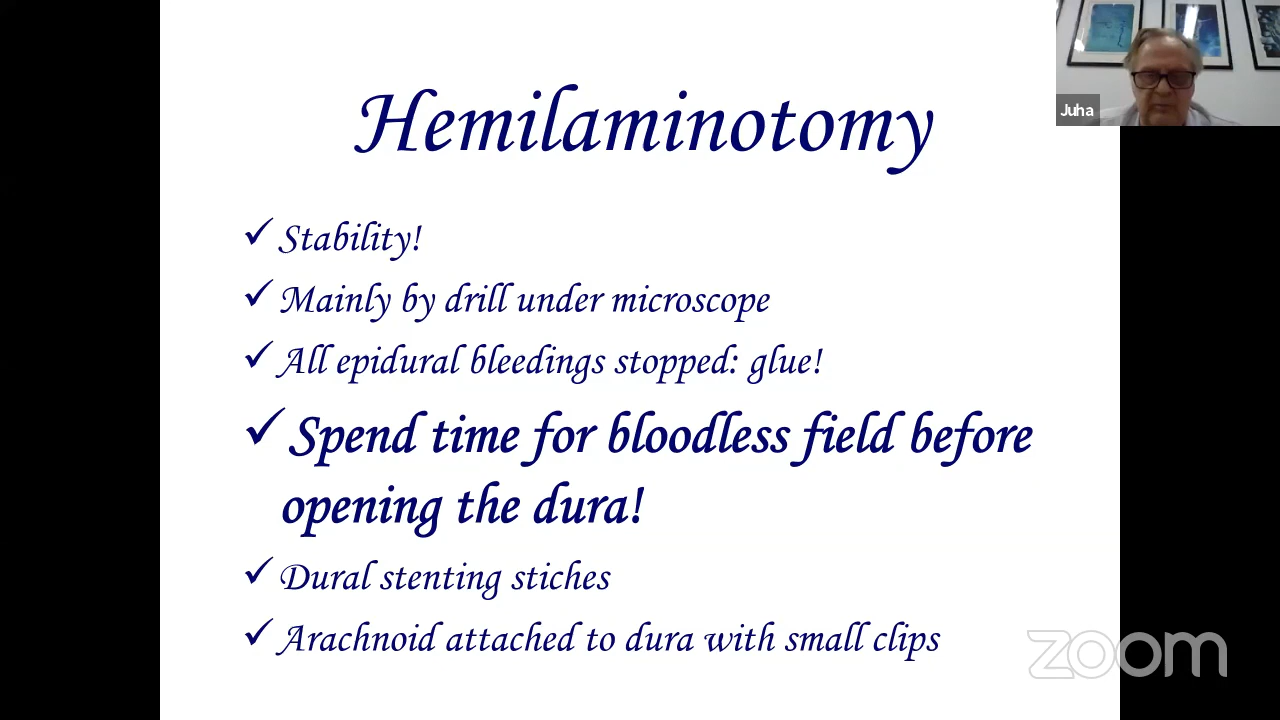 Hemilaminotomy
Juha
✓ Stability!
✓ Mainly by drill under microscope
✓ All epidural bleedings stopped: glue!
✓ Spend time for bloodless field before
opening the dura!
✓ Dural stenting stiches
✓ Arachnoid attached to dura with small clips
zoom